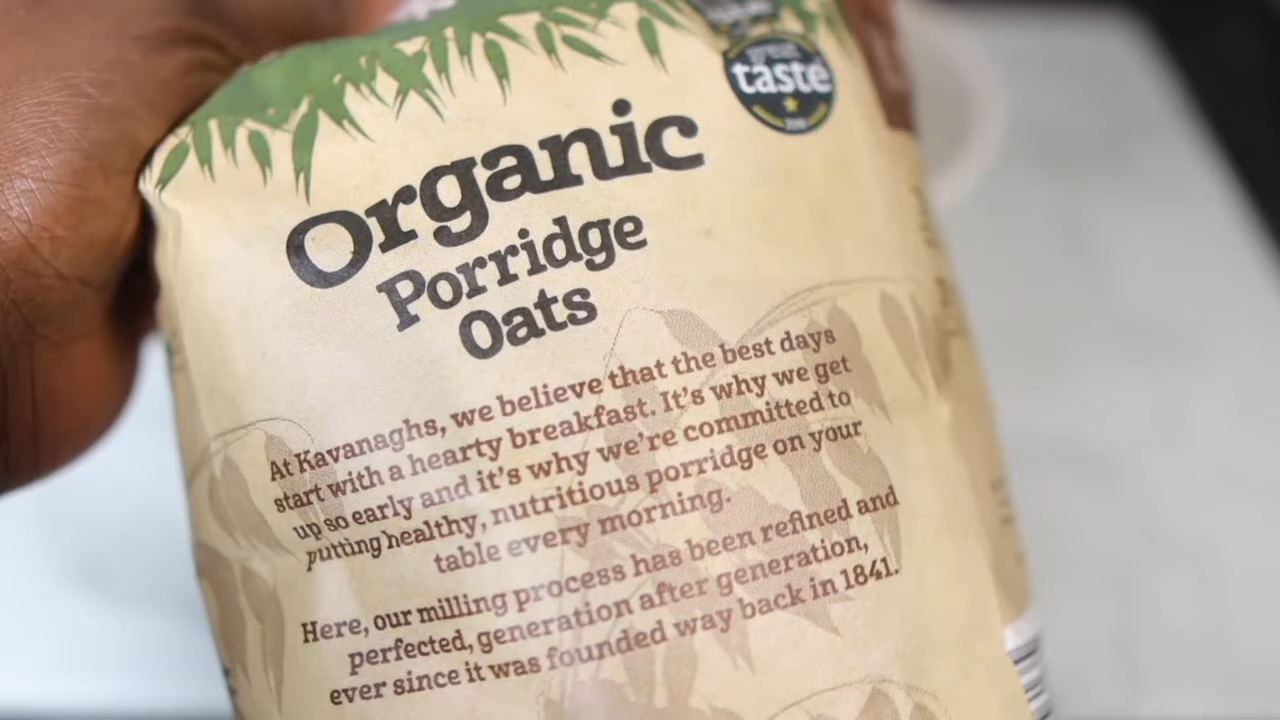 great
taste
Organic
Porridge
Oats
At Kavanaghs, we believe that the best days
start with a hearty breakfast. It's why we get
up so early and it's why we're committed to
putting healthy, nutritious porridge on your
table every morning.
Here, our milling process has been refined and
perfected, generation after generation,
ever since it was founded way back in 1841.